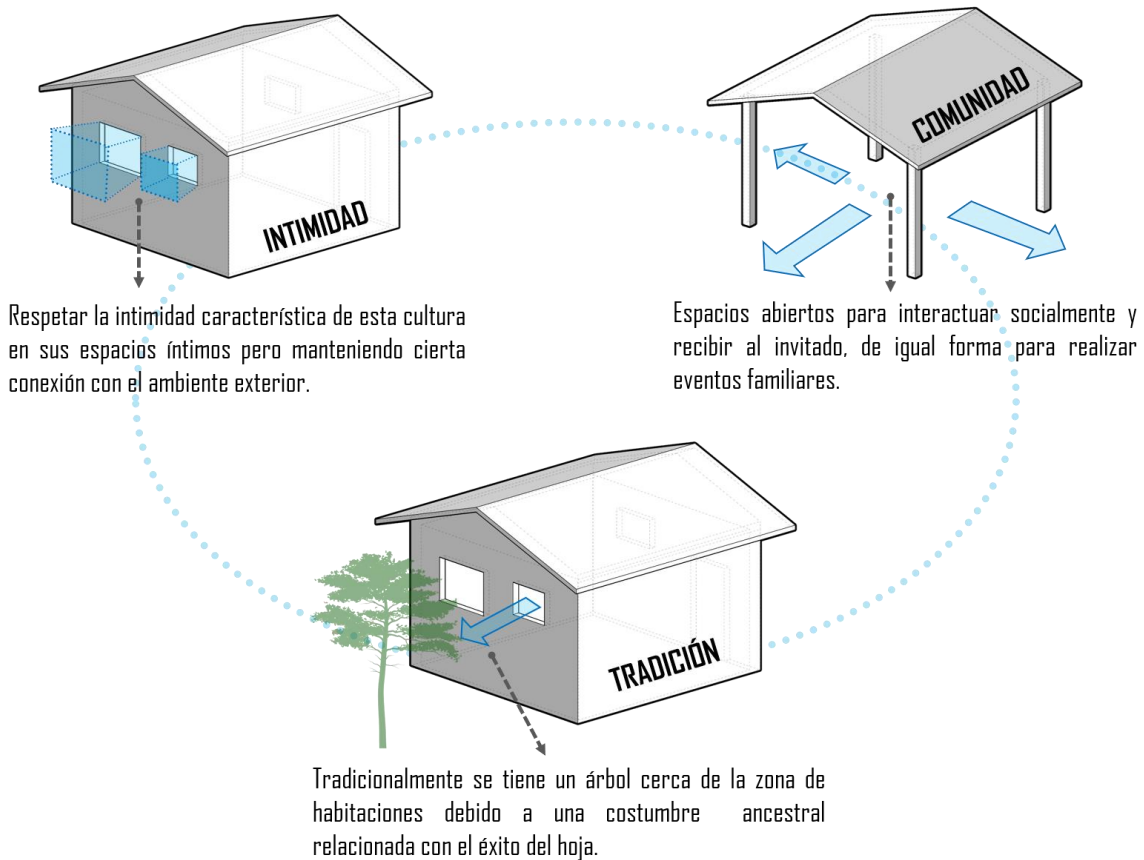 INTIMIDAD
Respetar la intimidad característica de esta cultura
en sus espacios íntimos pero manteniendo cierta
conexión con el ambiente exterior.
COMUNIDAD
Espacios abiertos para interactuar socialmente y
recibir al invitado, de igual forma para realizar
eventos familiares.
TRADICIÓN
Tradicionalmente se tiene un árbol cerca de la zona de
habitaciones debido a una costumbre ancestral
relacionada con el éxito del hoja.